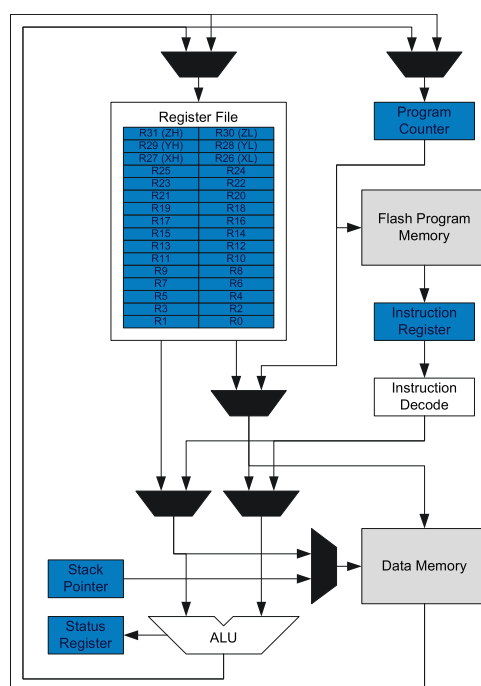 Register File
R31 (ZH) R30 (ZL)
R29 (YH) R28 (YL)
R27 (XH) R26 (XL)
R25 R24
R23 R22
R21 R20
R19 R18
R17 R16
R15 R14
R13 R12
R11 R10
R9 R8
R7 R6
R5 R4
R3 R2
R1 R0
Program
Counter
Flash Program
Memory
Instruction
Register
Instruction
Decode
Data Memory
Stack
Pointer
Status
Register
ALU